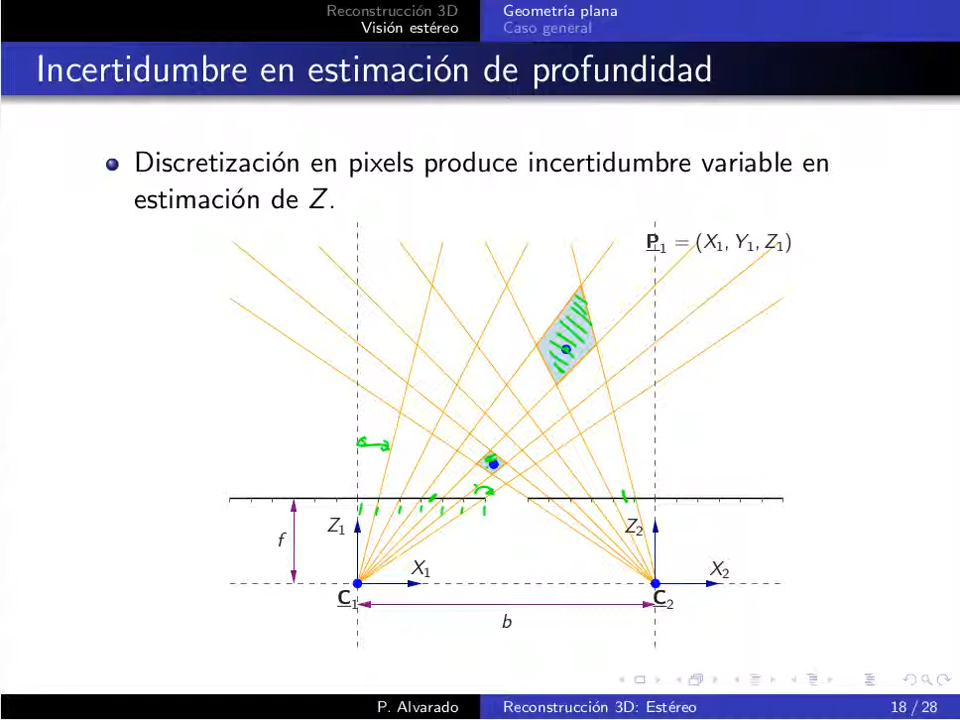 Reconstrucción 3D
Visión estéreo
Geometría plana
Caso general
Incertidumbre en estimación de profundidad
Discretización en pixels produce incertidumbre variable en
estimación de Z.
P1 = (X1, Y1, Z1)
f
Z1
Z2
X1
X2
C1
C2
b
P. Alvarado
Reconstrucción 3D: Estéreo
18 / 28